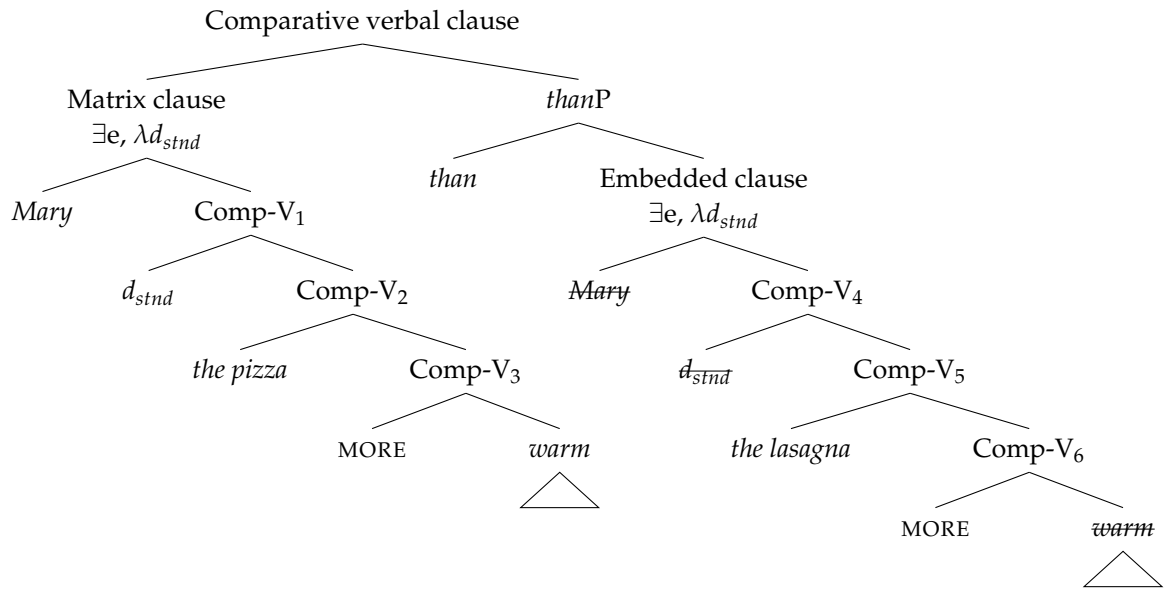 Comparative verbal clause
Matrix clause
∃e, λd_stnd
thanP
Mary
Comp-V₁
than
Embedded clause
∃e, λd_stnd
d_stnd
Comp-V₂
Mary
Comp-V₄
the pizza
Comp-V₃
d_stnd
Comp-V₅
MORE
warm
the lasagna
Comp-V₆
MORE
warm